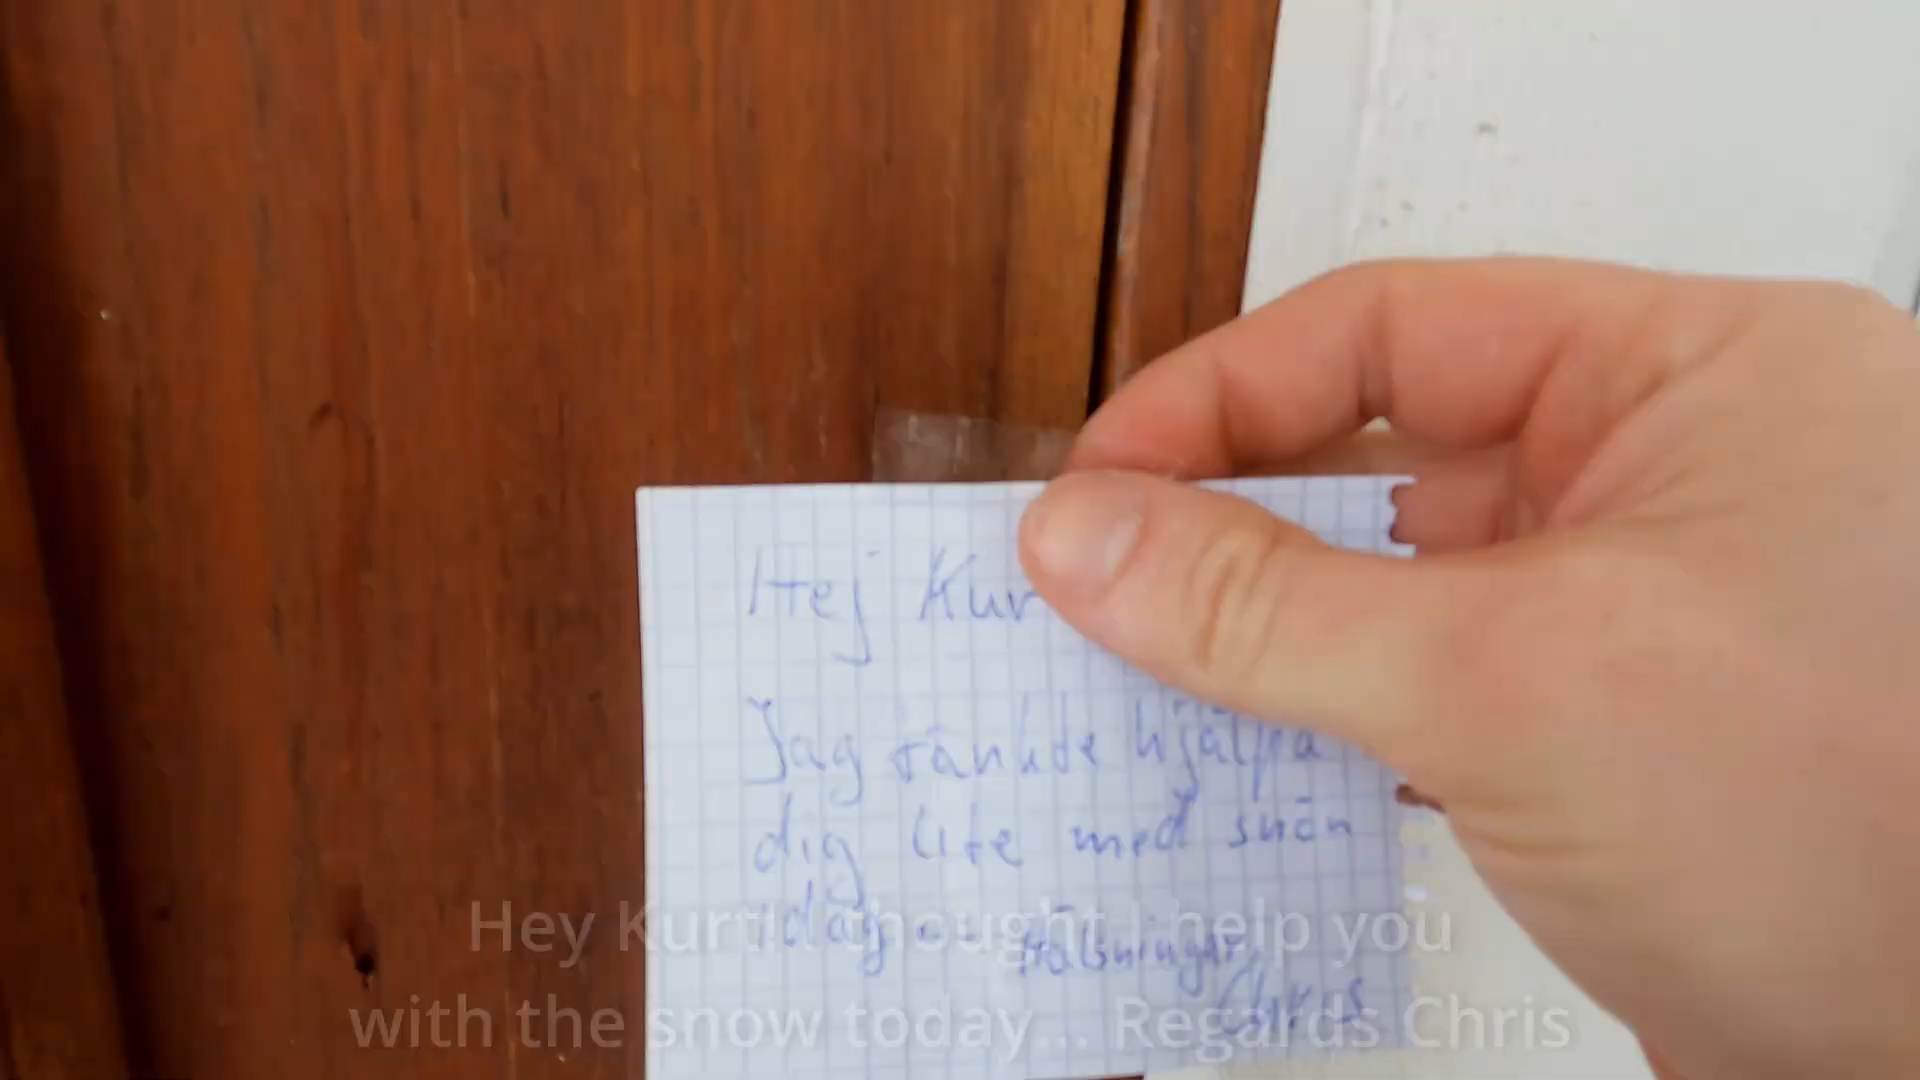 Hej Kur
Jag tänkte hjälpa
dig lite med snön
idag -- Hälsningar,
Chris
Hey Kurt I thought I help you
with the snow today... Regards Chris